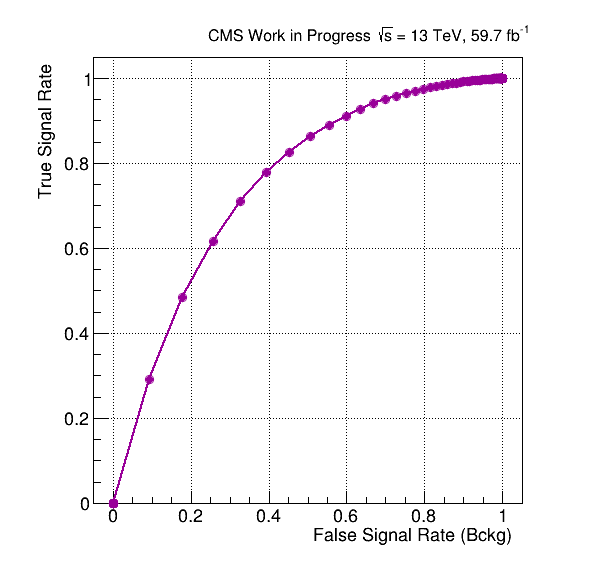 CMS Work in Progress √s = 13 TeV, 59.7 fb⁻¹
True Signal Rate
1
0.8
0.6
0.4
0.2
0
0 0.2 0.4 0.6 0.8 1
False Signal Rate (Bckg)